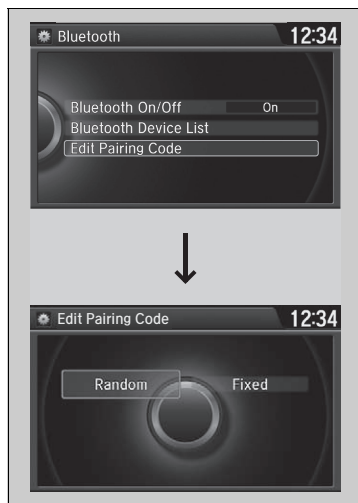 Bluetooth 12:34
Bluetooth On/Off On
Bluetooth Device List
Edit Pairing Code
Edit Pairing Code 12:34
Random Fixed